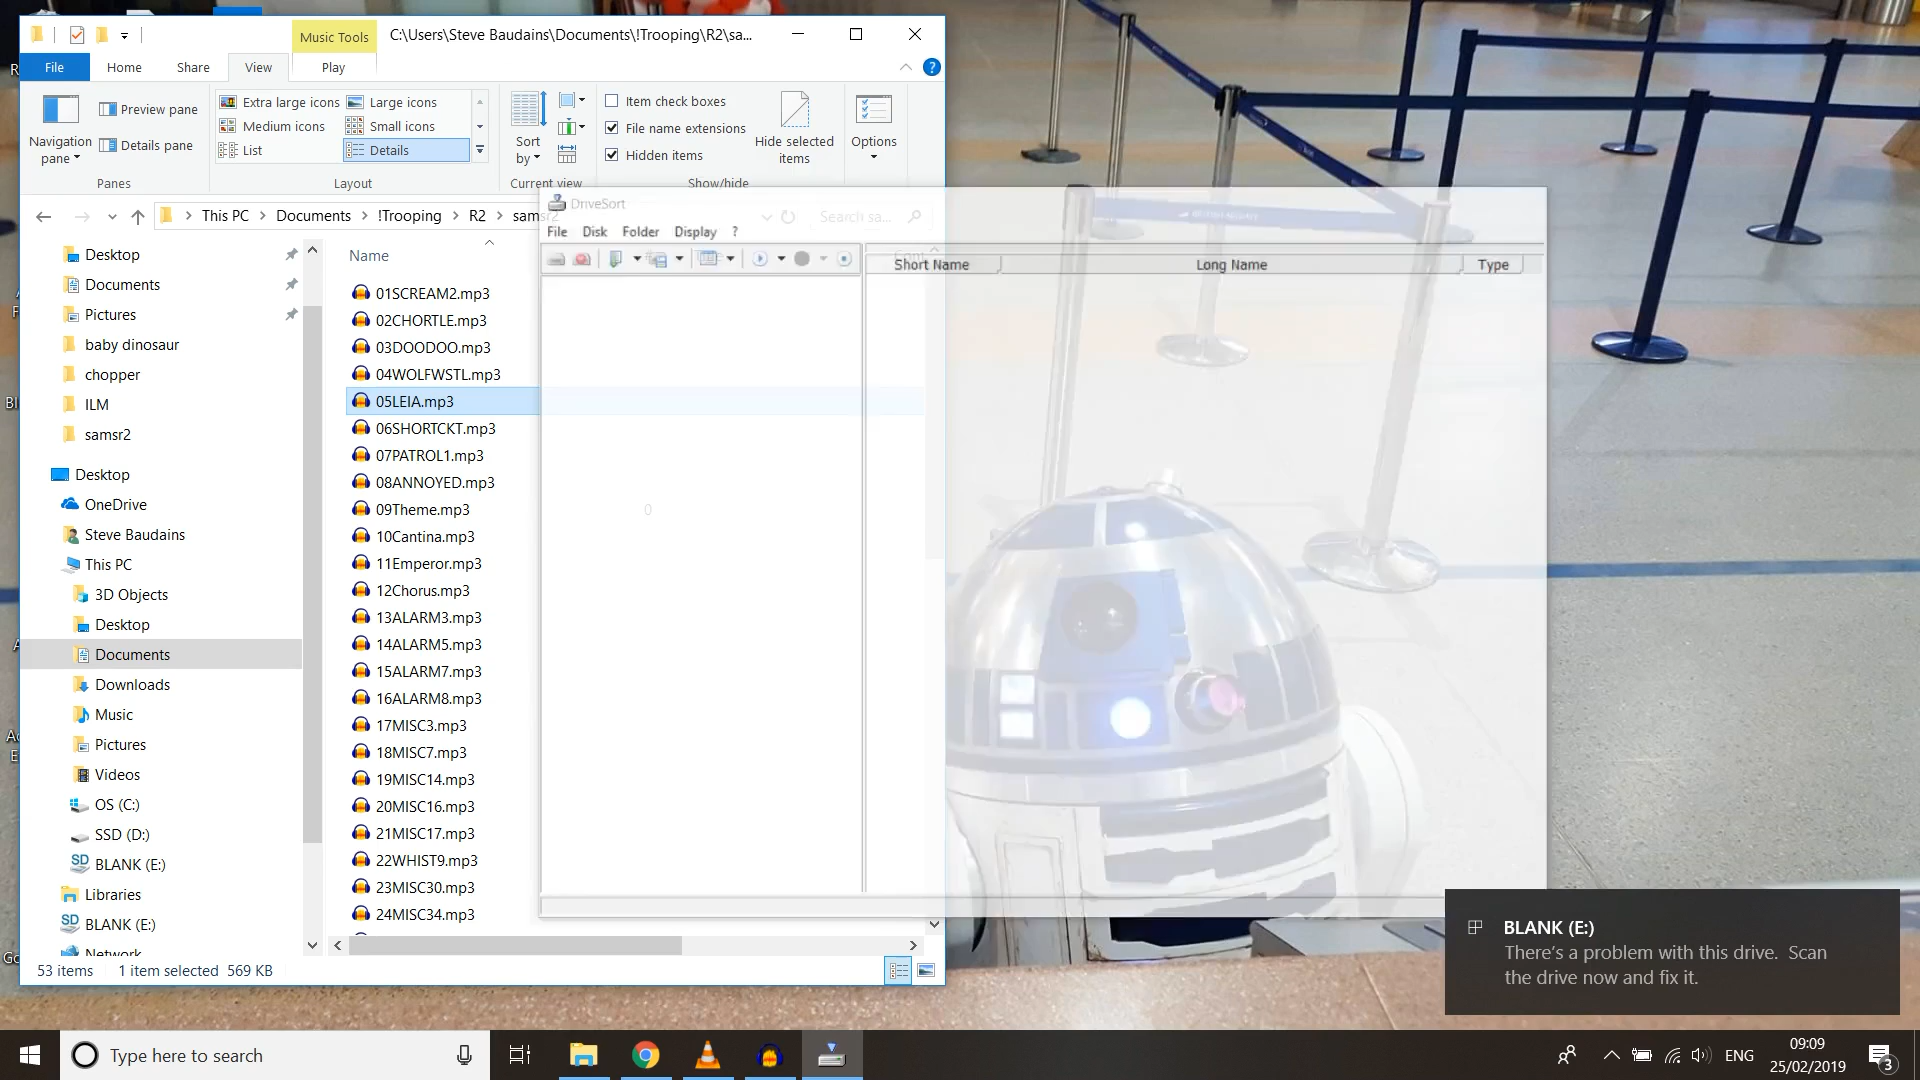 Music Tools
C:\Users\Steve Baudains\Documents\!Trooping\R2\sa...
File
Home
Share
View
Play
Navigation pane
Preview pane
Details pane
Panes
Extra large icons
Large icons
Medium icons
Small icons
List
Details
Layout
Sort by
Current view
Item check boxes
File name extensions
Hidden items
Hide selected items
Show/hide
Options
This PC
Documents
!Trooping
R2
samsr2
Search sa...
Desktop
Documents
Pictures
baby dinosaur
chopper
ILM
samsr2
Desktop
OneDrive
Steve Baudains
This PC
3D Objects
Desktop
Documents
Downloads
Music
Pictures
Videos
OS (C:)
SSD (D:)
BLANK (E:)
Libraries
BLANK (E:)
Network
Name
01SCREAM2.mp3
02CHORTLE.mp3
03DOODOO.mp3
04WOLFWSTL.mp3
05LEIA.mp3
06SHORTCKT.mp3
07PATROL1.mp3
08ANNOYED.mp3
09Theme.mp3
10Cantina.mp3
11Emperor.mp3
12Chorus.mp3
13ALARM3.mp3
14ALARM5.mp3
15ALARM7.mp3
16ALARM8.mp3
17MISC3.mp3
18MISC7.mp3
19MISC14.mp3
20MISC16.mp3
21MISC17.mp3
22WHIST9.mp3
23MISC30.mp3
24MISC34.mp3
0
53 items
1 item selected 569 KB
DriveSort
File
Disk
Folder
Display
?
Short Name
Long Name
Type
BLANK (E:)
There's a problem with this drive. Scan
the drive now and fix it.
Type here to search
ENG
09:09
25/02/2019
3